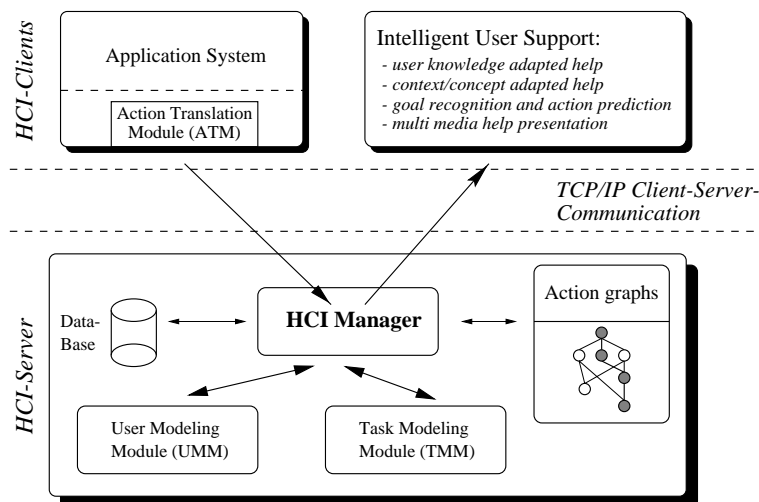 HCI-Clients
Application System
Action Translation
Module (ATM)
Intelligent User Support:
- user knowledge adapted help
- context/concept adapted help
- goal recognition and action prediction
- multi media help presentation
TCP/IP Client-Server-
Communication
HCI-Server
Data-
Base
HCI Manager
Action graphs
User Modeling
Module (UMM)
Task Modeling
Module (TMM)